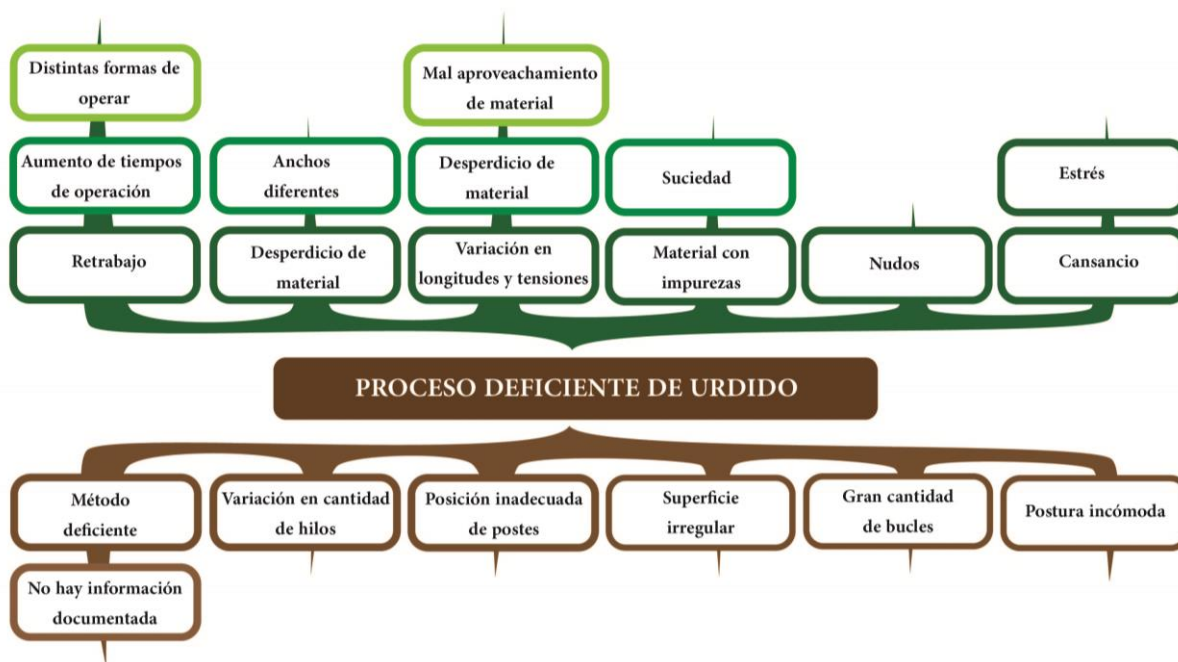 Distintas formas de
operar
Mal aproveachamiento
de material
Aumento de tiempos
de operación
Anchos
diferentes
Desperdicio de
material
Suciedad
Estrés
Retrabajo
Desperdicio de
material
Variación en
longitudes y tensiones
Material con
impurezas
Nudos
Cansancio
PROCESO DEFICIENTE DE URDIDO
Método
deficiente
Variación en cantidad
de hilos
Posición inadecuada
de postes
Superficie
irregular
Gran cantidad
de bucles
Postura incómoda
No hay información
documentada